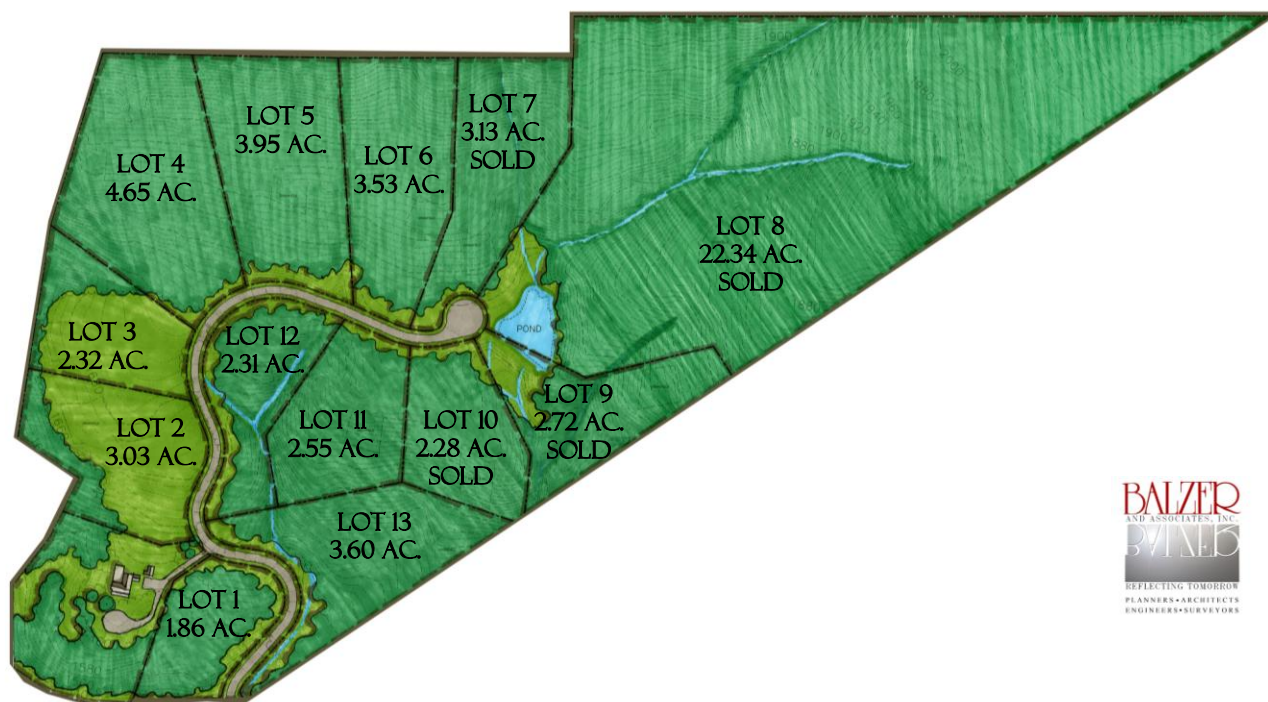 LOT 4
4.65 AC.
LOT 5
3.95 AC.
LOT 6
3.53 AC.
LOT 7
3.13 AC.
SOLD
LOT 8
22.34 AC.
SOLD
LOT 3
2.32 AC.
LOT 12
2.31 AC.
POND
LOT 2
3.03 AC.
LOT 11
2.55 AC.
LOT 10
2.28 AC.
SOLD
LOT 9
2.72 AC.
SOLD
LOT 13
3.60 AC.
LOT 1
1.86 AC.
1580
BALZER
AND ASSOCIATES, INC.
REFLECTING TOMORROW
PLANNERS•ARCHITECTS
ENGINEERS•SURVEYORS